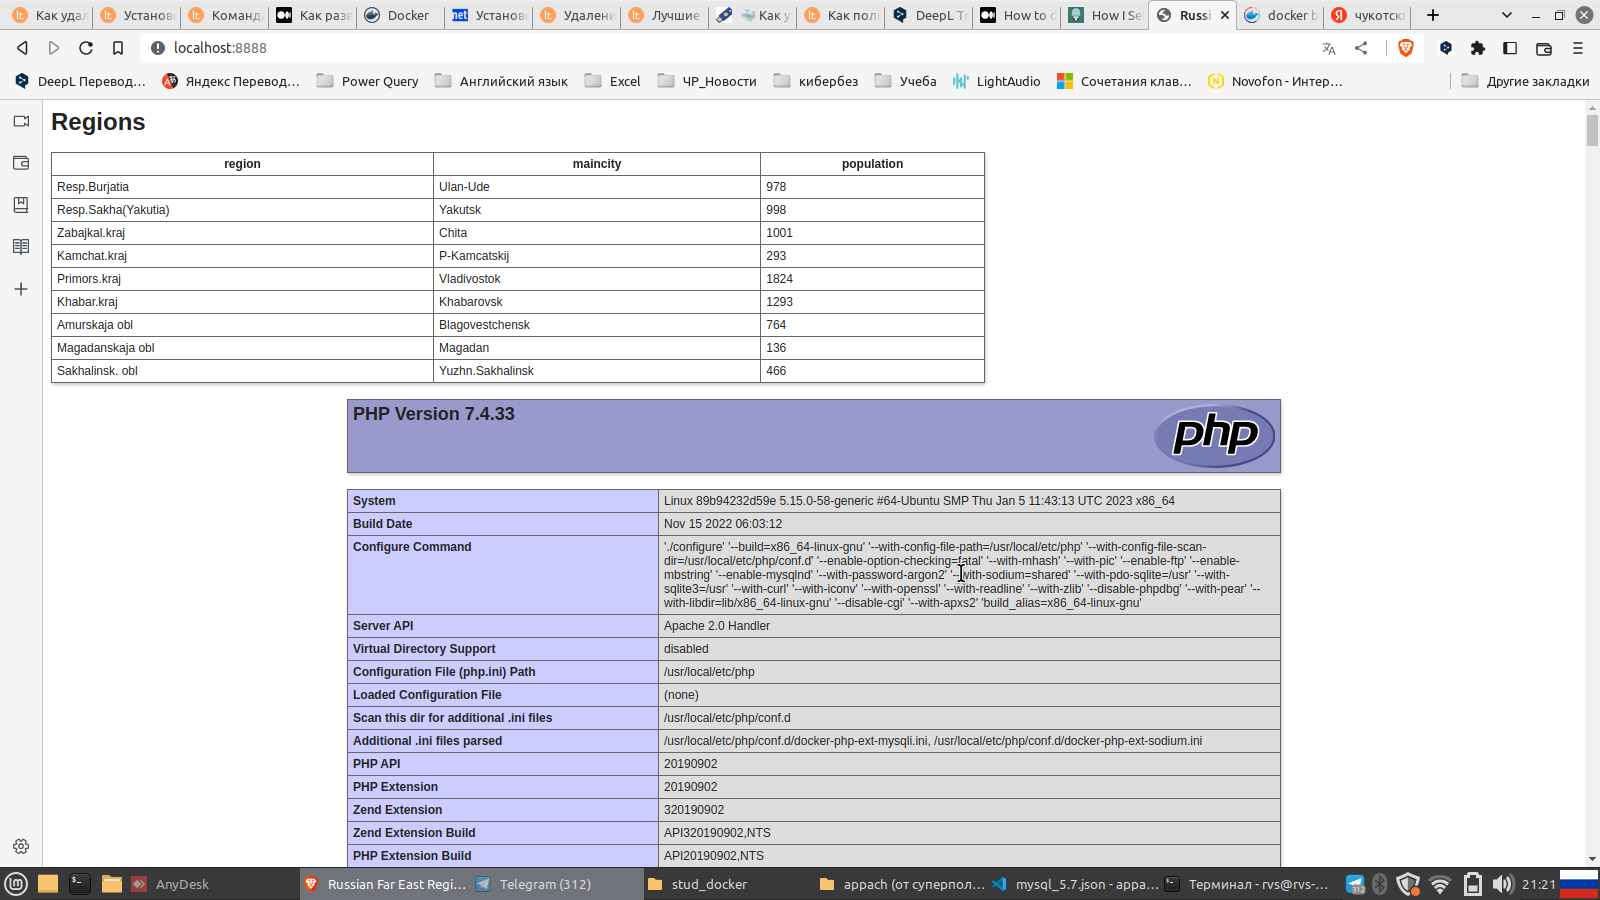 Как удал
Установ
Команд
Как разв
Docker
Установ
Удалени
Лучшие
Как у
Как пол
DeepL Tr
How to d
How I Se
Russi
docker b
чукотск
localhost:8888
DeepL Перевод...
Яндекс Перевод...
Power Query
Английский язык
Excel
ЧР_Новости
кибербез
Учеба
LightAudio
Сочетания клав...
Novofon - Интер...
Другие закладки
Regions
region maincity population
Resp.Burjatia Ulan-Ude 978
Resp.Sakha(Yakutia) Yakutsk 998
Zabajkal.kraj Chita 1001
Kamchat.kraj P-Kamcatskij 293
Primors.kraj Vladivostok 1824
Khabar.kraj Khabarovsk 1293
Amurskaja obl Blagovestchensk 764
Magadanskaja obl Magadan 136
Sakhalinsk. obl Yuzhn.Sakhalinsk 466
PHP Version 7.4.33
php
System Linux 89b94232d59e 5.15.0-58-generic #64-Ubuntu SMP Thu Jan 5 11:43:13 UTC 2023 x86_64
Build Date Nov 15 2022 06:03:12
Configure Command './configure' '--build=x86_64-linux-gnu' '--with-config-file-path=/usr/local/etc/php' '--with-config-file-scan-
dir=/usr/local/etc/php/conf.d' '--enable-option-checking=fatal' '--with-mhash' '--with-pic' '--enable-ftp' '--enable-
mbstring' '--enable-mysqlnd' '--with-password-argon2' '--with-sodium=shared' '--with-pdo-sqlite=/usr' '--with-
sqlite3=/usr' '--with-curl' '--with-iconv' '--with-openssl' '--with-readline' '--with-zlib' '--disable-phpdbg' '--with-pear' '--
with-libdir=lib/x86_64-linux-gnu' '--disable-cgi' '--with-apxs2' 'build_alias=x86_64-linux-gnu'
Server API Apache 2.0 Handler
Virtual Directory Support disabled
Configuration File (php.ini) Path /usr/local/etc/php
Loaded Configuration File (none)
Scan this dir for additional .ini files /usr/local/etc/php/conf.d
Additional .ini files parsed /usr/local/etc/php/conf.d/docker-php-ext-mysqli.ini, /usr/local/etc/php/conf.d/docker-php-ext-sodium.ini
PHP API 20190902
PHP Extension 20190902
Zend Extension 320190902
Zend Extension Build API320190902,NTS
PHP Extension Build API20190902,NTS
AnyDesk
Russian Far East Regi...
Telegram (312)
stud_docker
appach (от суперпол...
mysql_5.7.json - appa...
Терминал - rvs@rvs-...
312
21:21